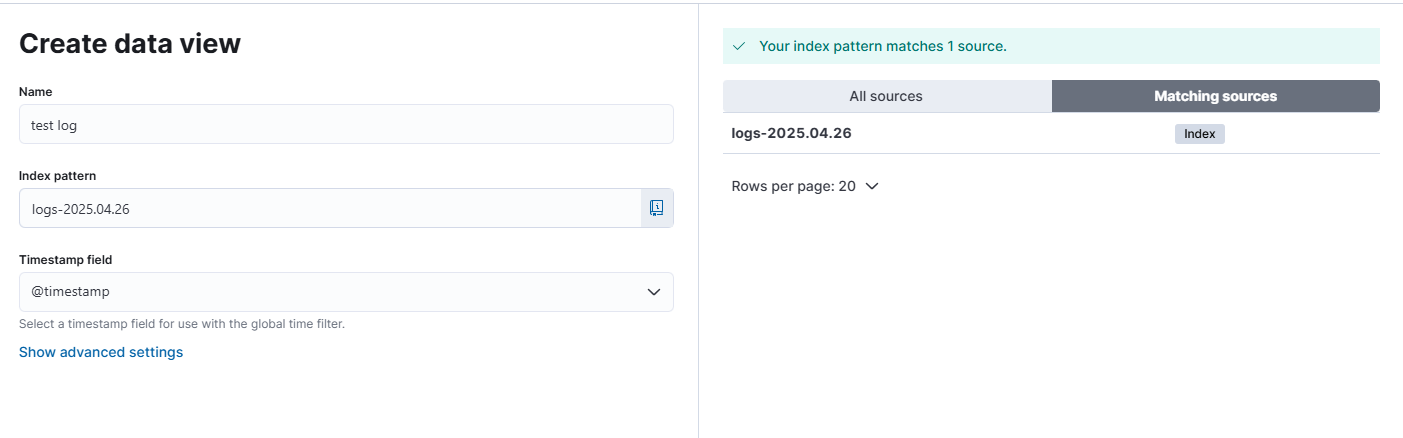 Create data view
Name
test log
Index pattern
logs-2025.04.26
Timestamp field
@timestamp
Select a timestamp field for use with the global time filter.
Show advanced settings
Your index pattern matches 1 source.
All sources
Matching sources
logs-2025.04.26
Index
Rows per page: 20